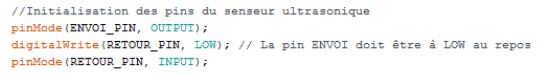 //Initialisation des pins du senseur ultrasonique
pinMode(ENVOI_PIN, OUTPUT);
digitalWrite(RETOUR_PIN, LOW); // La pin ENVOI doit être à LOW au repos
pinMode(RETOUR_PIN, INPUT);